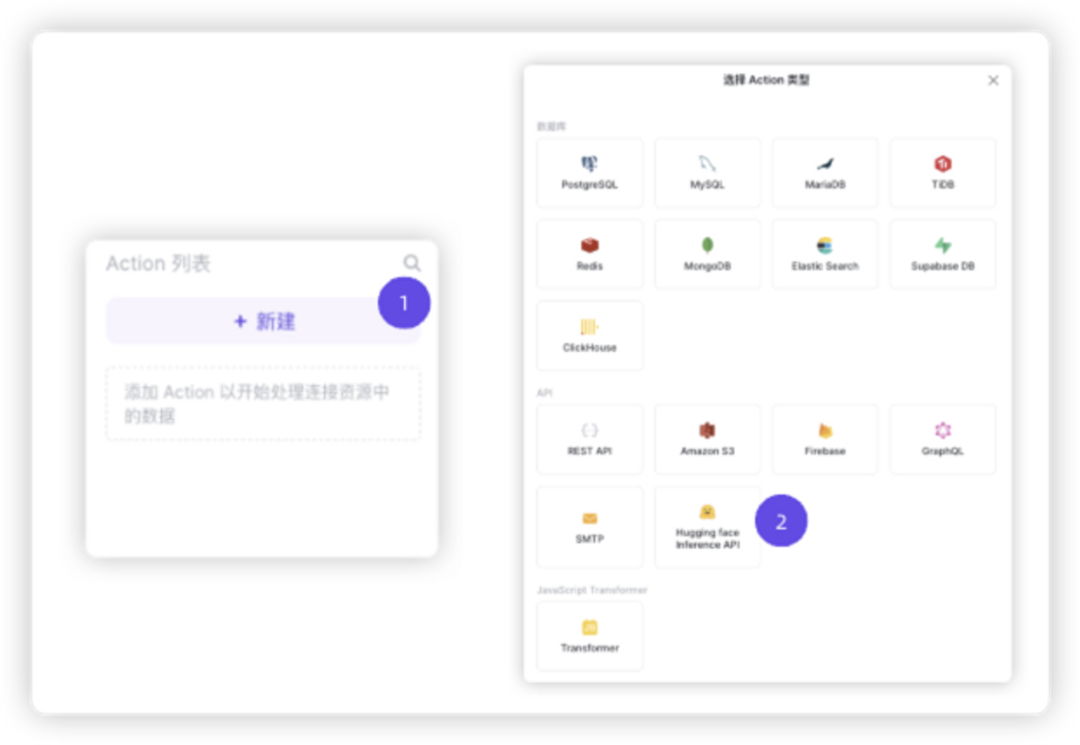 Action 列表
1
+ 新建
添加 Action 以开始处理连接资源中
的数据
选择 Action 类型
数据库
PostgreSQL
MySQL
MariaDB
TiDB
Redis
MongoDB
Elastic Search
Supabase DB
ClickHouse
API
REST API
Amazon S3
Firebase
GraphQL
SMTP
Hugging face
Inference API
2
JavaScript Transformer
JS
Transformer